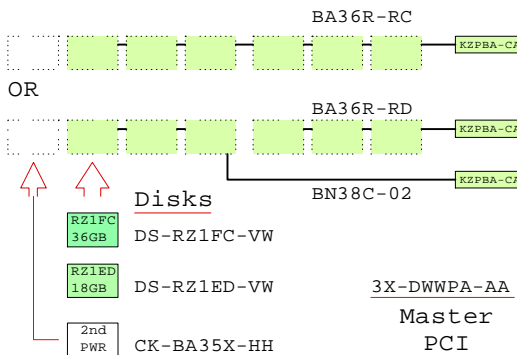 BA36R-RC
KZPBA-CA
OR
BA36R-RD
KZPBA-CA
KZPBA-CA
BN38C-02
Disks
RZ1FC
36GB
DS-RZ1FC-VW
RZ1ED
18GB
DS-RZ1ED-VW
3X-DWWPA-AA
Master
PCI
2nd
PWR
CK-BA35X-HH